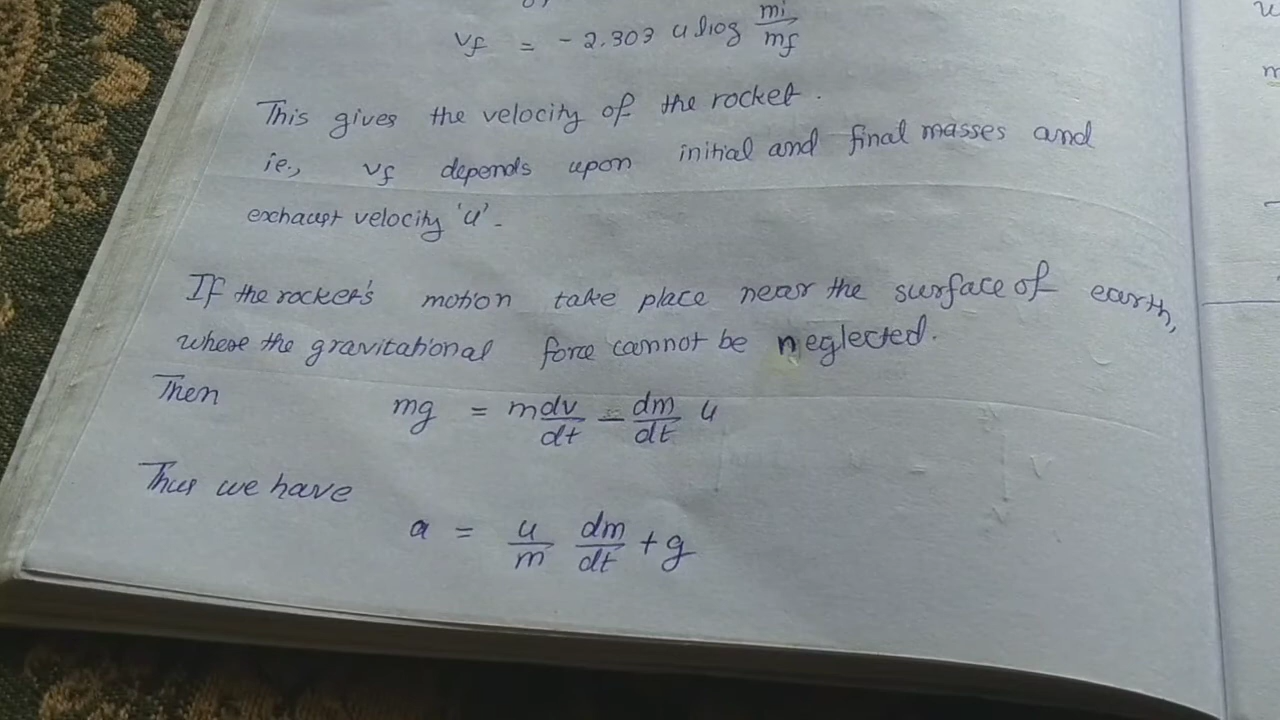 vf = - 2.303 u log mi/mf
This gives the velocity of the rocket.
ie., vf depends upon initial and final masses and
exhaust velocity 'u'.
If the rocket's motion take place near the surface of earth,
where the gravitational force cannot be neglected.
Then mg = m dv/dt - dm/dt u
Thus we have
a = u/m dm/dt + g